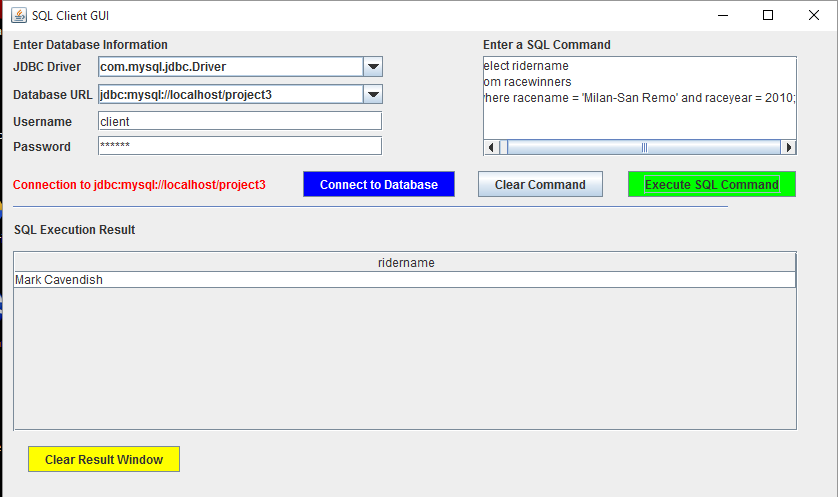 SQL Client GUI
Enter Database Information
JDBC Driver com.mysql.jdbc.Driver
Database URL jdbc:mysql://localhost/project3
Username client
Password ******
Enter a SQL Command
elect ridername
om racewinners
where racename = 'Milan-San Remo' and raceyear = 2010;
Connection to jdbc:mysql://localhost/project3
Connect to Database
Clear Command
Execute SQL Command
SQL Execution Result
ridername
Mark Cavendish
Clear Result Window